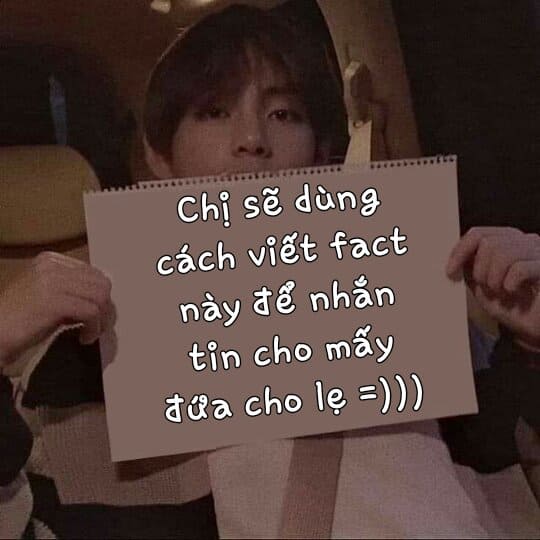 Chị sẽ dùng
cách viết fact
này để nhắn
tin cho mấy
đứa cho lẹ =)))